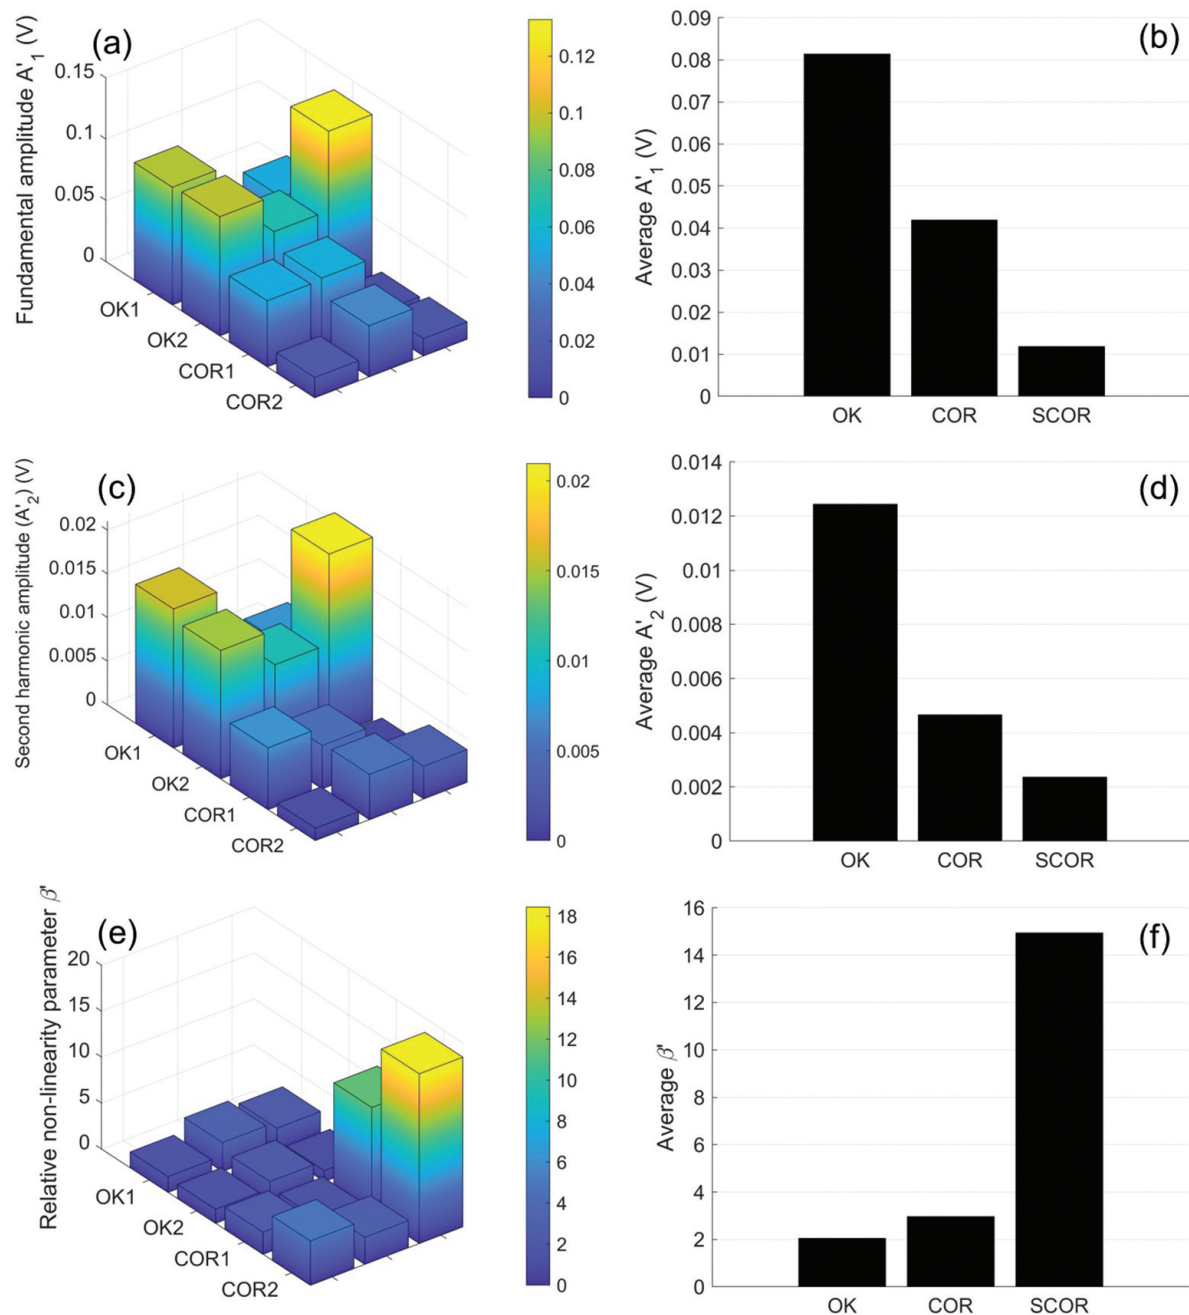 (a)
Fundamental amplitude A'1 (V)
0.15
0.1
0.05
0
OK1
OK2
COR1
COR2
0.12
0.1
0.08
0.06
0.04
0.02
0
(b)
Average A'1 (V)
0.09
0.08
0.07
0.06
0.05
0.04
0.03
0.02
0.01
0
OK COR SCOR
(c)
Second harmonic amplitude (A'2) (V)
0.02
0.015
0.01
0.005
0
OK1
OK2
COR1
COR2
0.02
0.015
0.01
0.005
0
(d)
Average A'2 (V)
0.014
0.012
0.01
0.008
0.006
0.004
0.002
0
OK COR SCOR
(e)
Relative non-linearity parameter β'
20
15
10
5
0
OK1
OK2
COR1
COR2
18
16
14
12
10
8
6
4
2
0
(f)
Average β'
16
14
12
10
8
6
4
2
0
OK COR SCOR